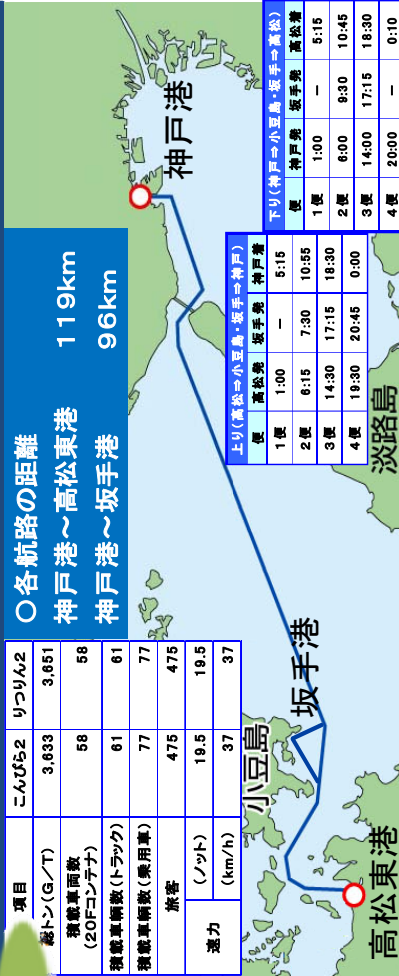 項目 こんぴら2 りつりん2
総トン(G/T) 3,633 3,651
積載車両数
(20Fコンテナ) 58 58
積載車輌数(トラック) 61 61
積載車輌数(乗用車) 77 77
旅客 475 475
速力 (ノット) 19.5 19.5
(km/h) 37 37
○各航路の距離
神戸港～高松東港 119km
神戸港～坂手港 96km
神戸港
小豆島
坂手港
高松東港
淡路島
上り(高松⇒小豆島・坂手⇒神戸)
便 高松発 坂手発 神戸着
1便 1:00 － 5:15
2便 6:15 7:30 10:55
3便 14:30 17:15 18:30
4便 19:30 20:45 0:00
下り(神戸⇒小豆島・坂手⇒高松)
便 神戸発 坂手発 高松着
1便 1:00 － 5:15
2便 6:00 9:30 10:45
3便 14:00 17:15 18:30
4便 20:00 － 0:10